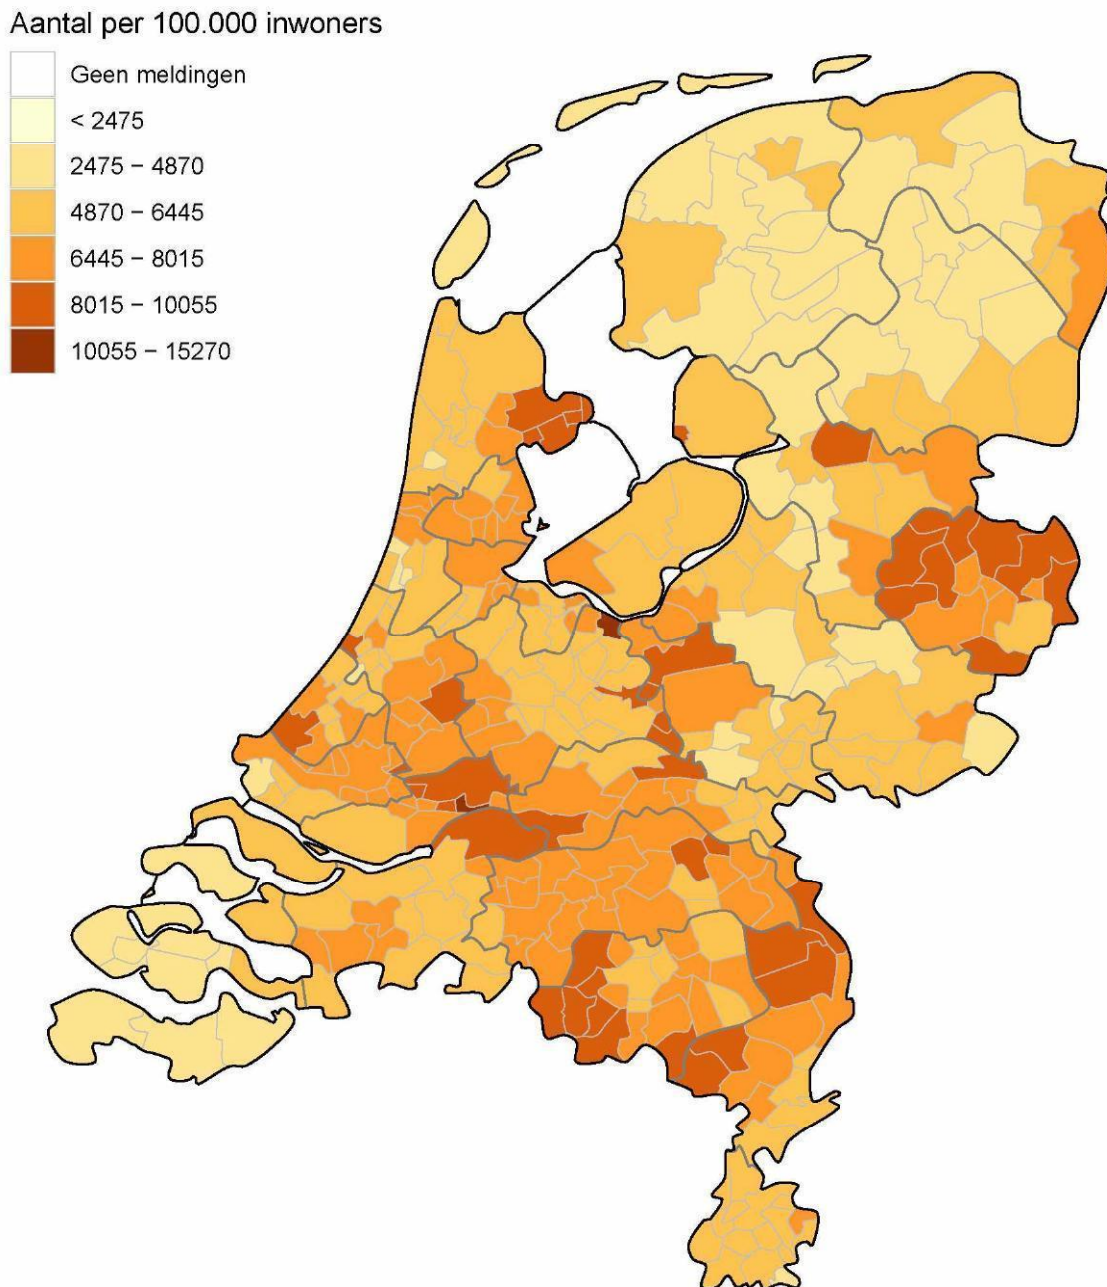 Aantal per 100.000 inwoners
Geen meldingen
< 2475
2475 − 4870
4870 − 6445
6445 − 8015
8015 − 10055
10055 − 15270